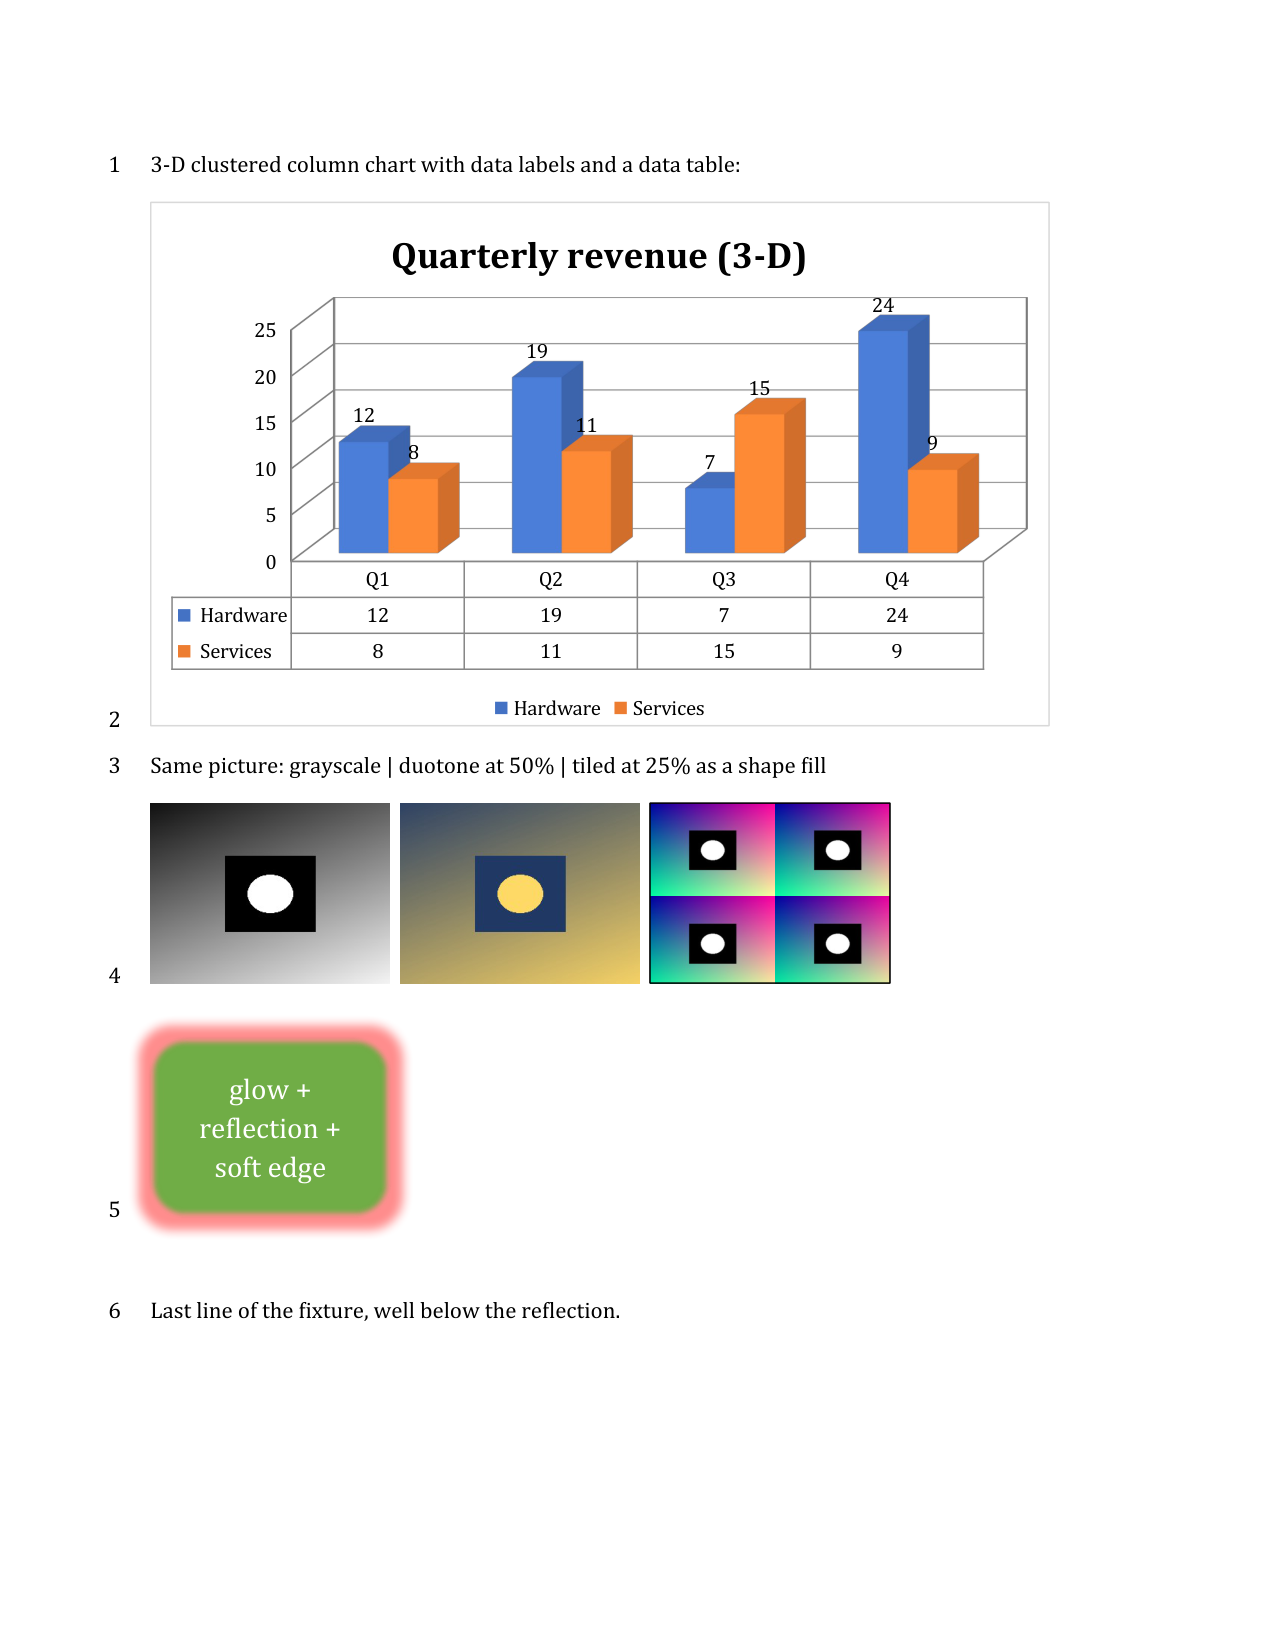 1 3-D clustered column chart with data labels and a data table:
Quarterly revenue (3-D)
25
20
15
10
5
0
12 8 19 11 7 15 24 9
Q1 Q2 Q3 Q4
Hardware 12 19 7 24
Services 8 11 15 9
Hardware Services
2
3 Same picture: grayscale | duotone at 50% | tiled at 25% as a shape fill
4
glow +
reflection +
soft edge
5
6 Last line of the fixture, well below the reflection.